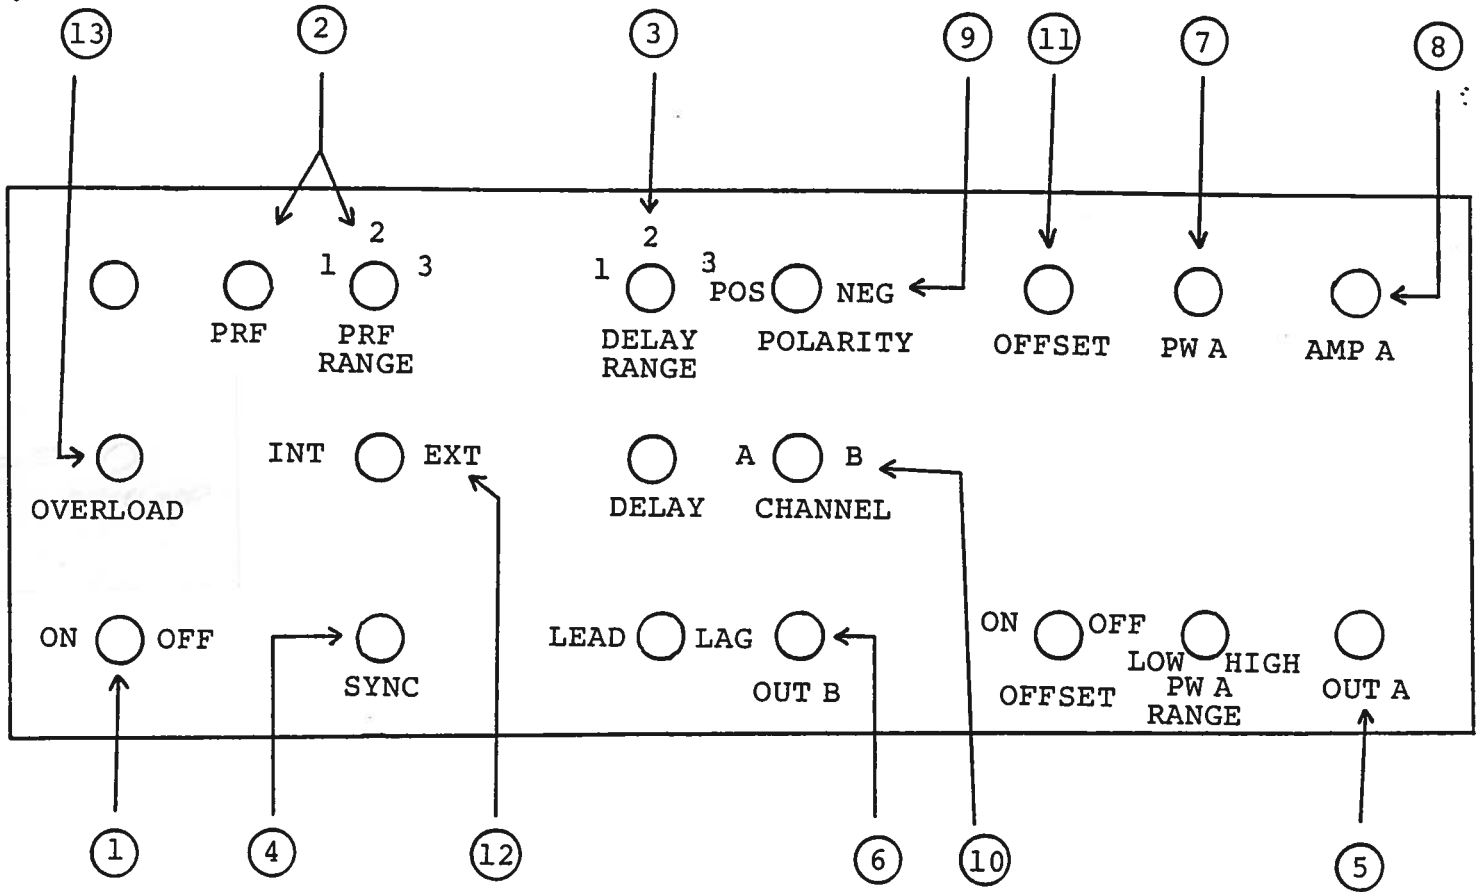 13 2 3 9 11 7 8
2
1 3
PRF
PRF
RANGE
2
1 3
DELAY
RANGE
POS NEG
POLARITY
OFFSET
PW A
AMP A
OVERLOAD
INT EXT
DELAY
A B
CHANNEL
ON OFF
SYNC
LEAD LAG
OUT B
ON OFF
OFFSET
LOW HIGH
PW A
RANGE
OUT A
1 4 12 6 10 5